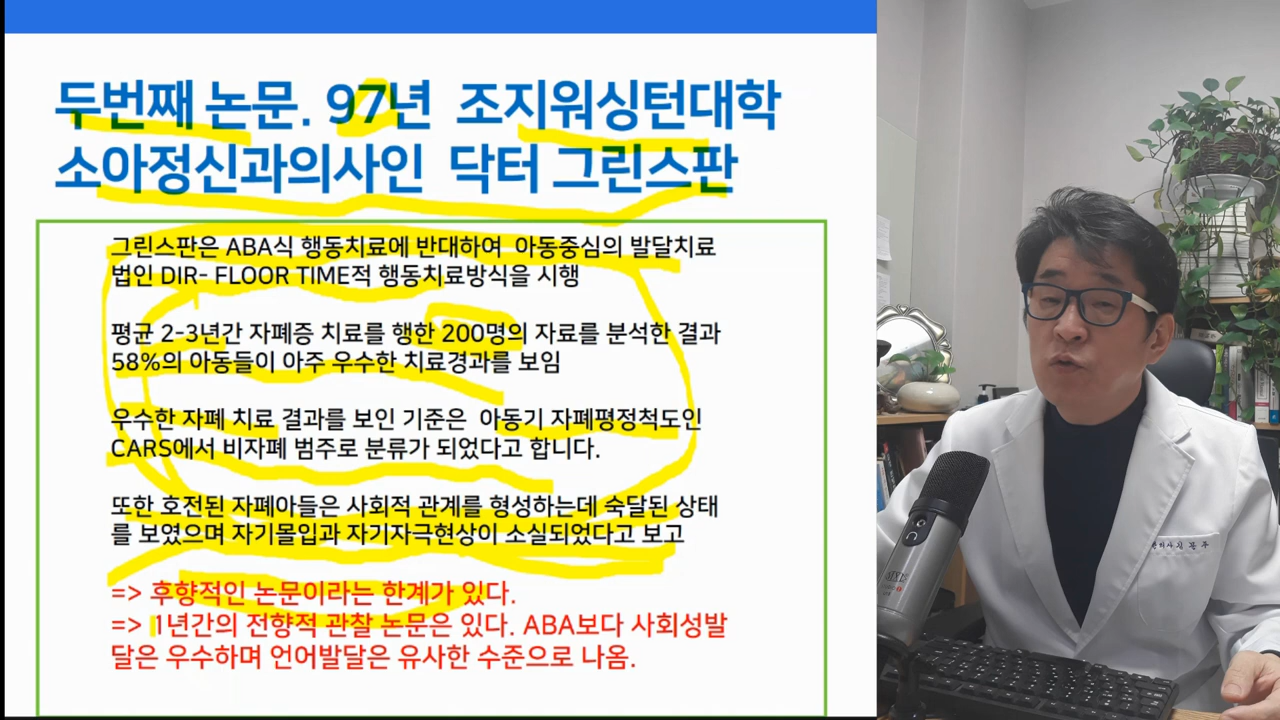 두번째 논문. 97년 조지워싱턴대학
소아정신과의사인 닥터 그린스판
그린스판은 ABA식 행동치료에 반대하여 아동중심의 발달치료
법인 DIR- FLOOR TIME적 행동치료방식을 시행
평균 2-3년간 자폐증 치료를 행한 200명의 자료를 분석한 결과
58%의 아동들이 아주 우수한 치료경과를 보임
우수한 자폐 치료 결과를 보인 기준은 아동기 자폐평정척도인
CARS에서 비자폐 범주로 분류가 되었다고 합니다.
또한 호전된 자폐아들은 사회적 관계를 형성하는데 숙달된 상태
를 보였으며 자기몰입과 자기자극현상이 소실되었다고 보고
=> 후향적인 논문이라는 한계가 있다.
=> 1년간의 전향적 관찰 논문은 있다. ABA보다 사회성발
달은 우수하며 언어발달은 유사한 수준으로 나옴.